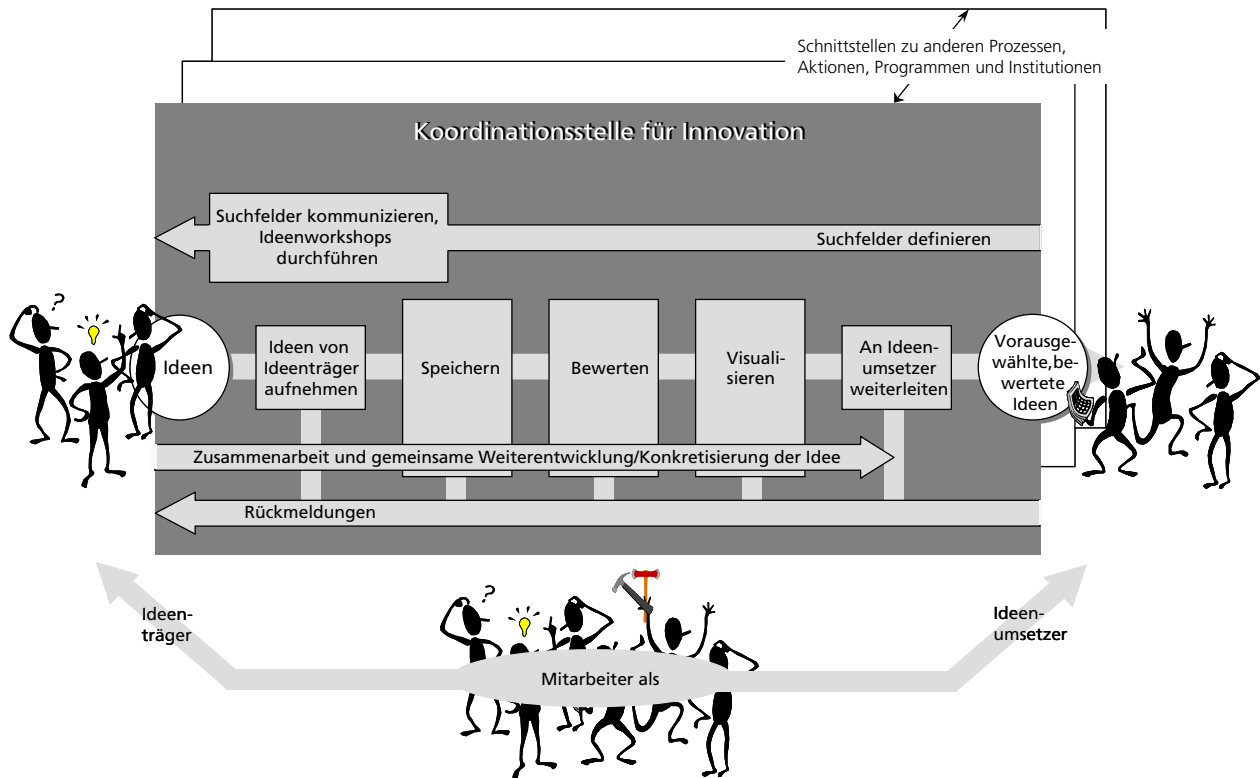 Schnittstellen zu anderen Prozessen,
Aktionen, Programmen und Institutionen
Koordinationsstelle für Innovation
Suchfelder kommunizieren,
Ideenworkshops
durchführen
Suchfelder definieren
?
Ideen
Ideen von
Ideenträger
aufnehmen
Speichern
Bewerten
Visuali-
sieren
An Ideen-
umsetzer
weiterleiten
Vorausge-
wählte,be-
wertete
Ideen
Zusammenarbeit und gemeinsame Weiterentwicklung/Konkretisierung der Idee
Rückmeldungen
Ideen-
träger
?
Ideen-
umsetzer
Mitarbeiter als